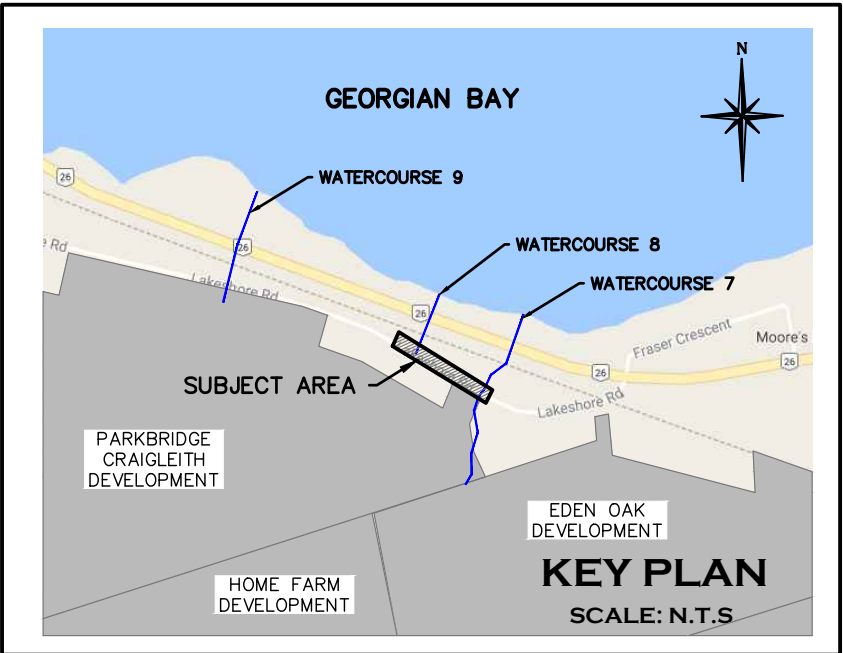 N
GEORGIAN BAY
WATERCOURSE 9
26
26
WATERCOURSE 8
e Rd
WATERCOURSE 7
Lakeshore Rd
26
Fraser Crescent
Moore's
26
26
SUBJECT AREA
Lakeshore Rd
PARKBRIDGE
CRAIGLEITH
DEVELOPMENT
EDEN OAK
DEVELOPMENT
KEY PLAN
HOME FARM
DEVELOPMENT
SCALE: N.T.S